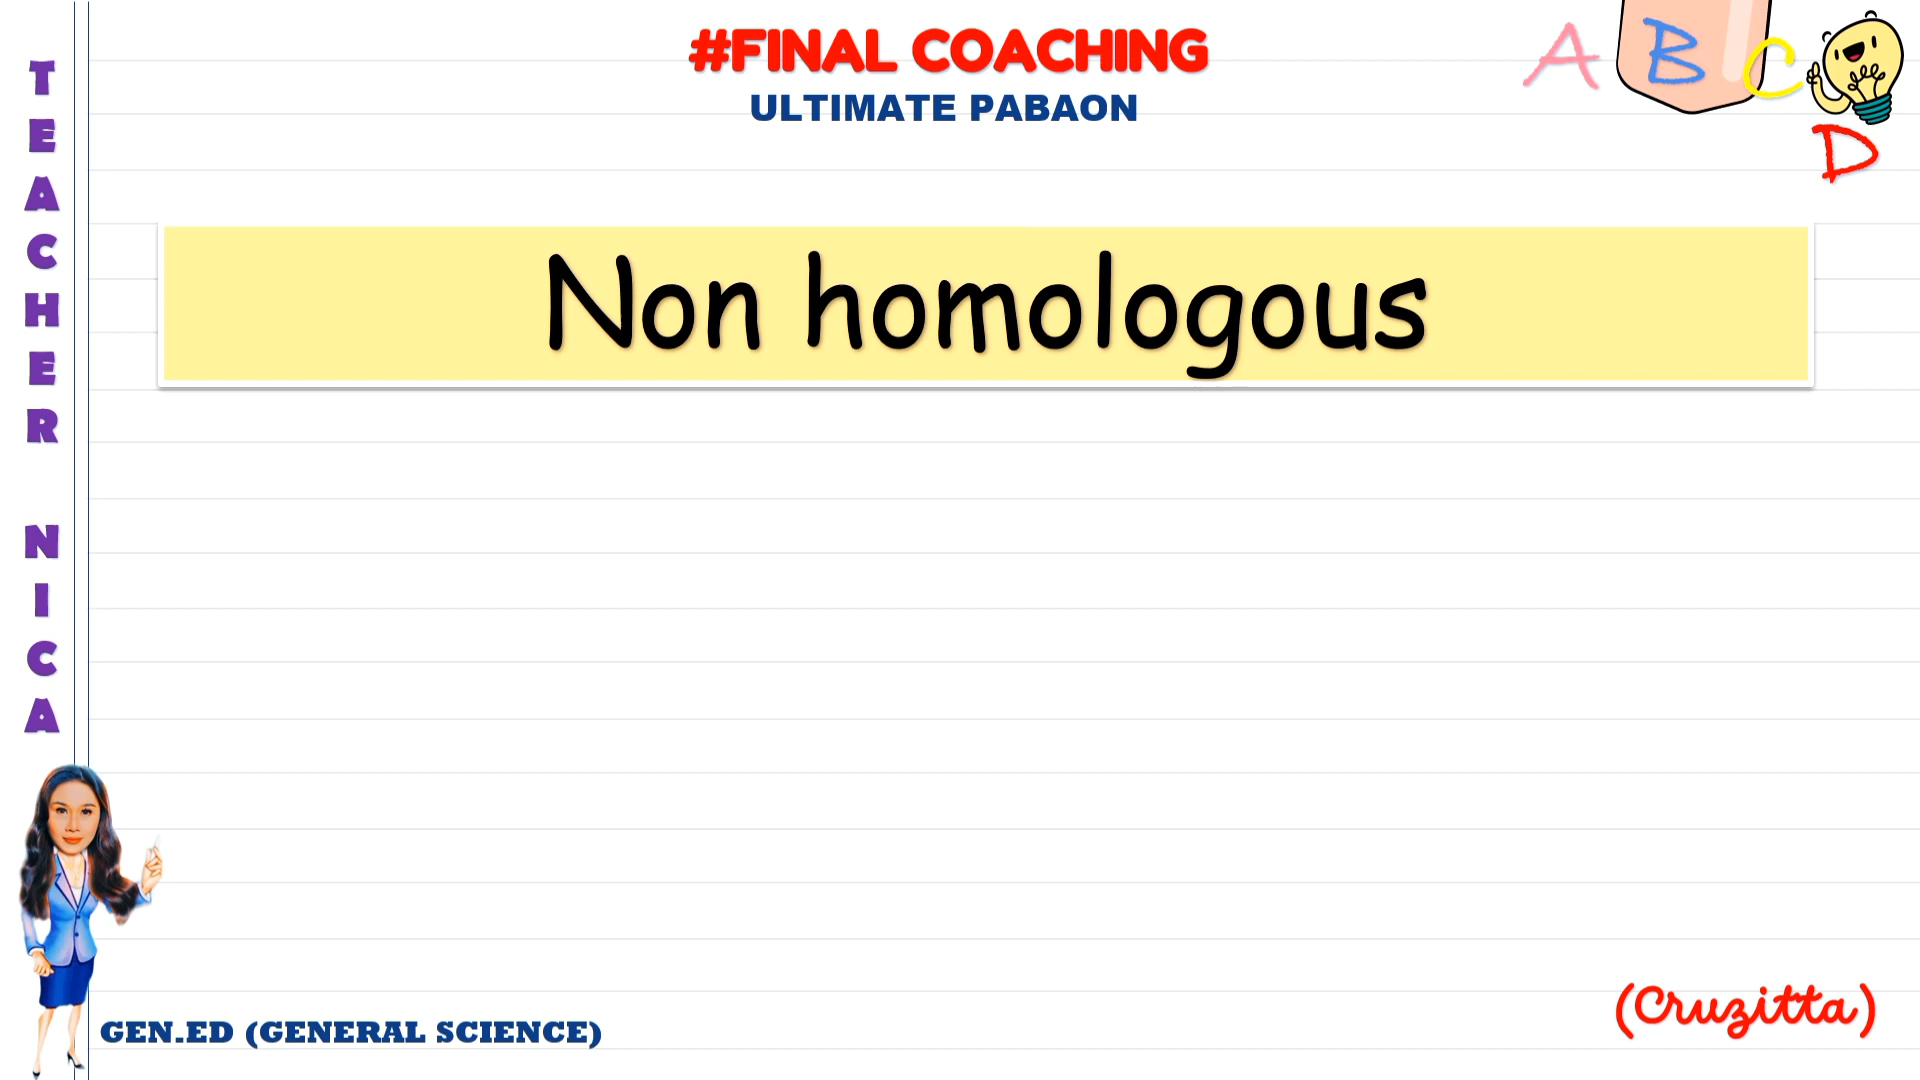 #FINAL COACHING
ULTIMATE PABAON
A B C
D
TEACHER NICA
Non homologous
GEN.ED (GENERAL SCIENCE)
(Cruzitta)